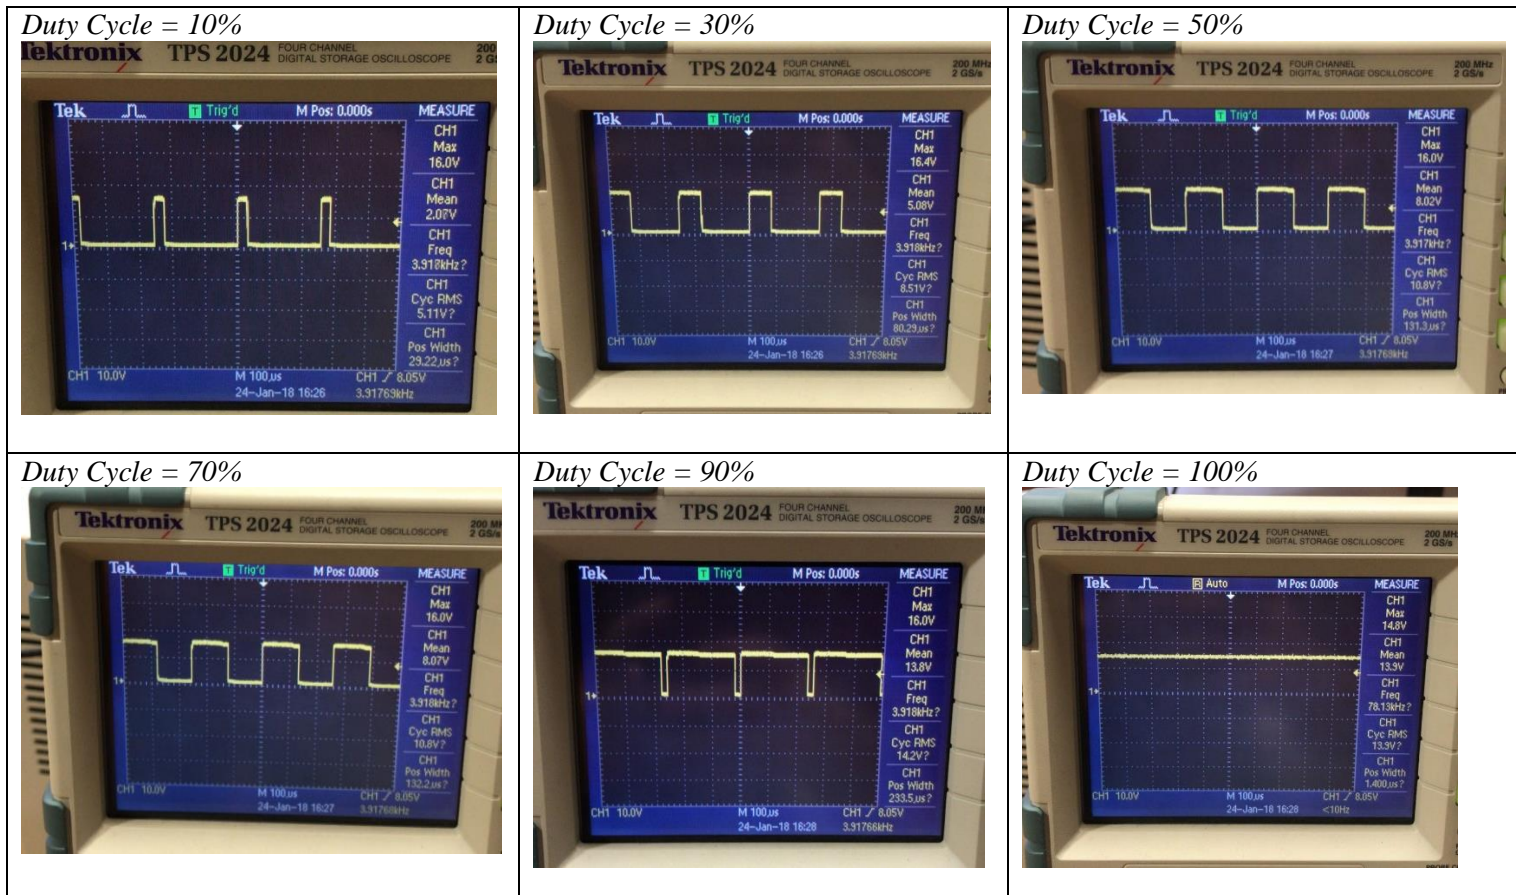 Duty Cycle = 10%
Tektronix TPS 2024 FOUR CHANNEL
DIGITAL STORAGE OSCILLOSCOPE
200
2 G
Tek T Trig'd M Pos: 0.000s MEASURE
CH1
Max
16.0V
CH1
Mean
2.07V
CH1
Freq
3.918kHz?
CH1
Cyc RMS
5.11V?
CH1
Pos Width
29.22µs?
1
CH1 10.0V M 100µs CH1 8.05V
24-Jan-18 16:26 3.91769kHz
Duty Cycle = 30%
Tektronix TPS 2024 FOUR CHANNEL
DIGITAL STORAGE OSCILLOSCOPE
200 MHz
2 GS/s
Tek T Trig'd M Pos: 0.000s MEASURE
CH1
Max
16.4V
CH1
Mean
5.08V
CH1
Freq
3.918kHz?
CH1
Cyc RMS
8.51V?
CH1
Pos Width
80.29µs?
1
CH1 10.0V M 100µs CH1 8.05V
24-Jan-18 16:26 3.91769kHz
Duty Cycle = 50%
Tektronix TPS 2024 FOUR CHANNEL
DIGITAL STORAGE OSCILLOSCOPE
200 MHz
2 GS/s
Tek T Trig'd M Pos: 0.000s MEASURE
CH1
Max
16.0V
CH1
Mean
8.02V
CH1
Freq
3.917kHz?
CH1
Cyc RMS
10.8V?
CH1
Pos Width
131.3µs?
1
CH1 10.0V M 100µs CH1 8.05V
24-Jan-18 16:27 3.91768kHz
Duty Cycle = 70%
Tektronix TPS 2024 FOUR CHANNEL
DIGITAL STORAGE OSCILLOSCOPE
200 M
2 GS/s
Tek T Trig'd M Pos: 0.000s MEASURE
CH1
Max
16.0V
CH1
Mean
8.07V
CH1
Freq
3.918kHz?
CH1
Cyc RMS
10.8V?
CH1
Pos Width
132.2µs?
1
CH1 10.0V M 100µs CH1 8.05V
24-Jan-18 16:27 3.91768kHz
Duty Cycle = 90%
Tektronix TPS 2024 FOUR CHANNEL
DIGITAL STORAGE OSCILLOSCOPE
200 M
2 GS/s
Tek T Trig'd M Pos: 0.000s MEASURE
CH1
Max
16.0V
CH1
Mean
13.8V
CH1
Freq
3.918kHz?
CH1
Cyc RMS
14.2V?
CH1
Pos Width
233.5µs?
1
CH1 10.0V M 100µs CH1 8.05V
24-Jan-18 16:28 3.91766kHz
Duty Cycle = 100%
Tektronix TPS 2024 FOUR CHANNEL
DIGITAL STORAGE OSCILLOSCOPE
200 MH
2 GS/s
Tek R Auto M Pos: 0.000s MEASURE
CH1
Max
14.8V
CH1
Mean
13.9V
CH1
Freq
78.13kHz?
CH1
Cyc RMS
13.9V?
CH1
Pos Width
1.400µs?
1
CH1 10.0V M 100µs CH1 8.05V
24-Jan-18 16:28 <10Hz